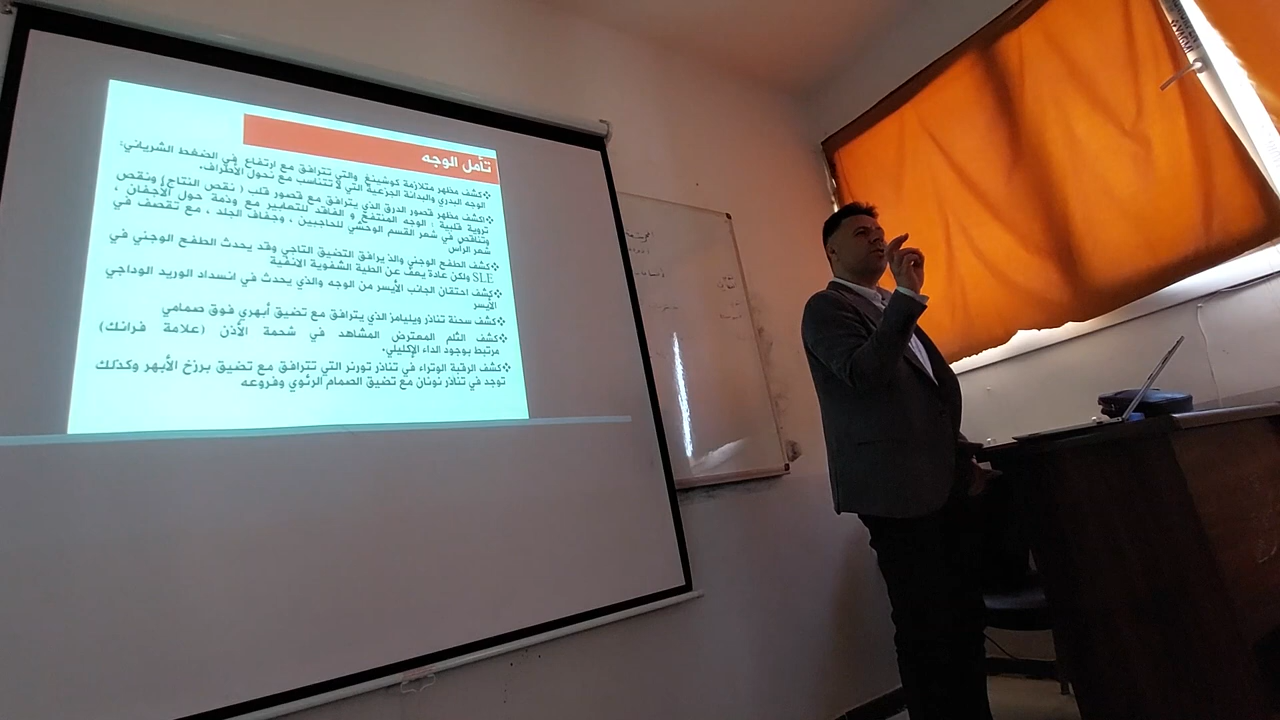 تأمل الوجه
❖كشف مظهر متلازمة كوشينغ والتي تترافق مع ارتفاع في الضغط الشرياني:
الوجه البدري والبدانة الجزعية التي لا تتناسب مع نحول الأطراف.
❖اكشف مظهر قصور الدرق الذي يترافق مع قصور قلب ( نقص النتاج) ونقص
تروية قلبية : الوجه المنتفخ و الفاقد للتعابير مع وذمة حول الأجفان ،
وتناقص في شعر القسم الوحشي للحاجبين ، وجفاف الجلد ، مع تقصف في
شعر الرأس
❖كشف الطفح الوجني والذ يرافق التضيق التاجي وقد يحدث الطفح الوجني في
SLE ولكن عادة يعف عن الطية الشفوية الانفية
❖كشف احتقان الجانب الأيسر من الوجه والذي يحدث في انسداد الوريد الوداجي
الأيسر
❖كشف سحنة تناذر ويليامز الذي يترافق مع تضيق أبهري فوق صمامي
❖كشف الثلم المعترض المشاهد في شحمة الأذن (علامة فرانك)
مرتبط بوجود الداء الإكليلي.
❖كشف الرقبة الوتراء في تناذر تورنر التي تترافق مع تضيق برزخ الأبهر وكذلك
توجد في تناذر نونان مع تضيق الصمام الرئوي وفروعه